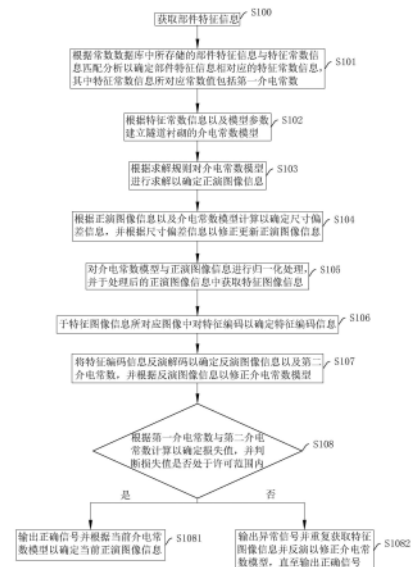 获取部件特征信息
S100
根据常数数据库中所存储的部件特征信息与特征常数信
息匹配分析以确定部件特征信息相对应的特征常数信息,
其中特征常数信息所对应常数值包括第一介电常数
S101
根据特征常数信息以及模型参数
建立隧道衬砌的介电常数模型
S102
根据求解规则对介电常数模型
进行求解以确定正演图像信息
S103
根据正演图像信息以及介电常数模型计算以确定尺寸偏
差信息,并根据尺寸偏差信息以修正更新正演图像信息
S104
对介电常数模型与正演图像信息进行归一化处理,
并于处理后的正演图像信息中获取特征图像信息
S105
于特征图像信息所对应图像中对特征编码以确定特征编码信息
S106
将特征编码信息反演解码以确定反演图像信息以及第二
介电常数,并根据反演图像信息以修正介电常数模型
S107
根据第一介电常数与第二介电
常数计算以确定损失值,并判
断损失值是否处于许可范围内
S108
是
否
输出正确信号并根据当前介电常
数模型以确定当前正演图像信息
S1081
输出异常信号并重复获取特征
图像信息并反演以修正介电常
数模型,直至输出正确信号
S1082